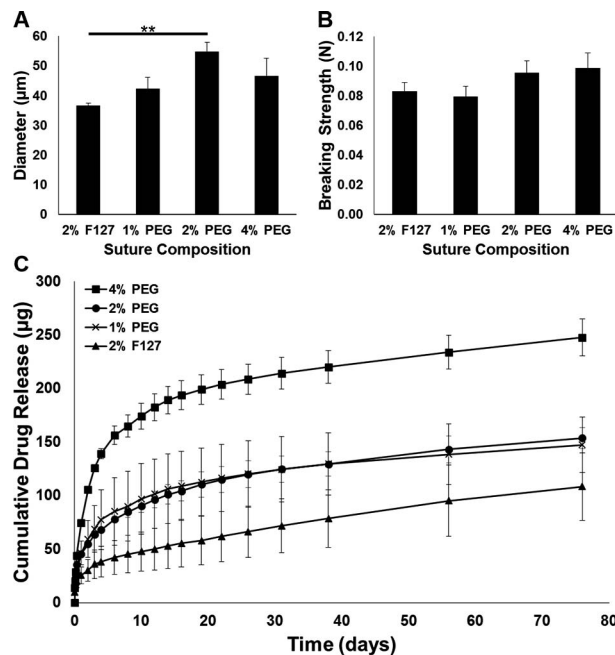 A
**
Diameter (µm)
60
50
40
30
20
10
0
2% F127 1% PEG 2% PEG 4% PEG
Suture Composition
B
Breaking Strength (N)
0.12
0.10
0.08
0.06
0.04
0.02
0.00
2% F127 1% PEG 2% PEG 4% PEG
Suture Composition
C
Cumulative Drug Release (µg)
300
250
200
150
100
50
0
4% PEG
2% PEG
1% PEG
2% F127
0 10 20 30 40 50 60 70 80
Time (days)